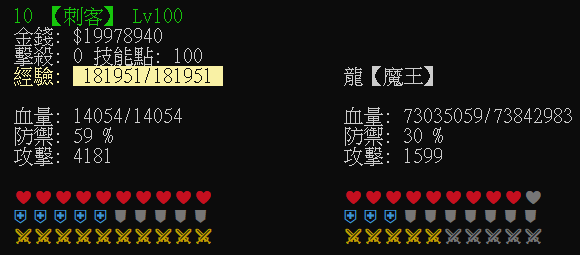 10 【刺客】 Lv100
金錢: $19978940
擊殺: 0 技能點: 100
經驗: 181951/181951
龍【魔王】
血量: 14054/14054
防禦: 59 %
攻擊: 4181
血量: 73035059/73842983
防禦: 30 %
攻擊: 1599